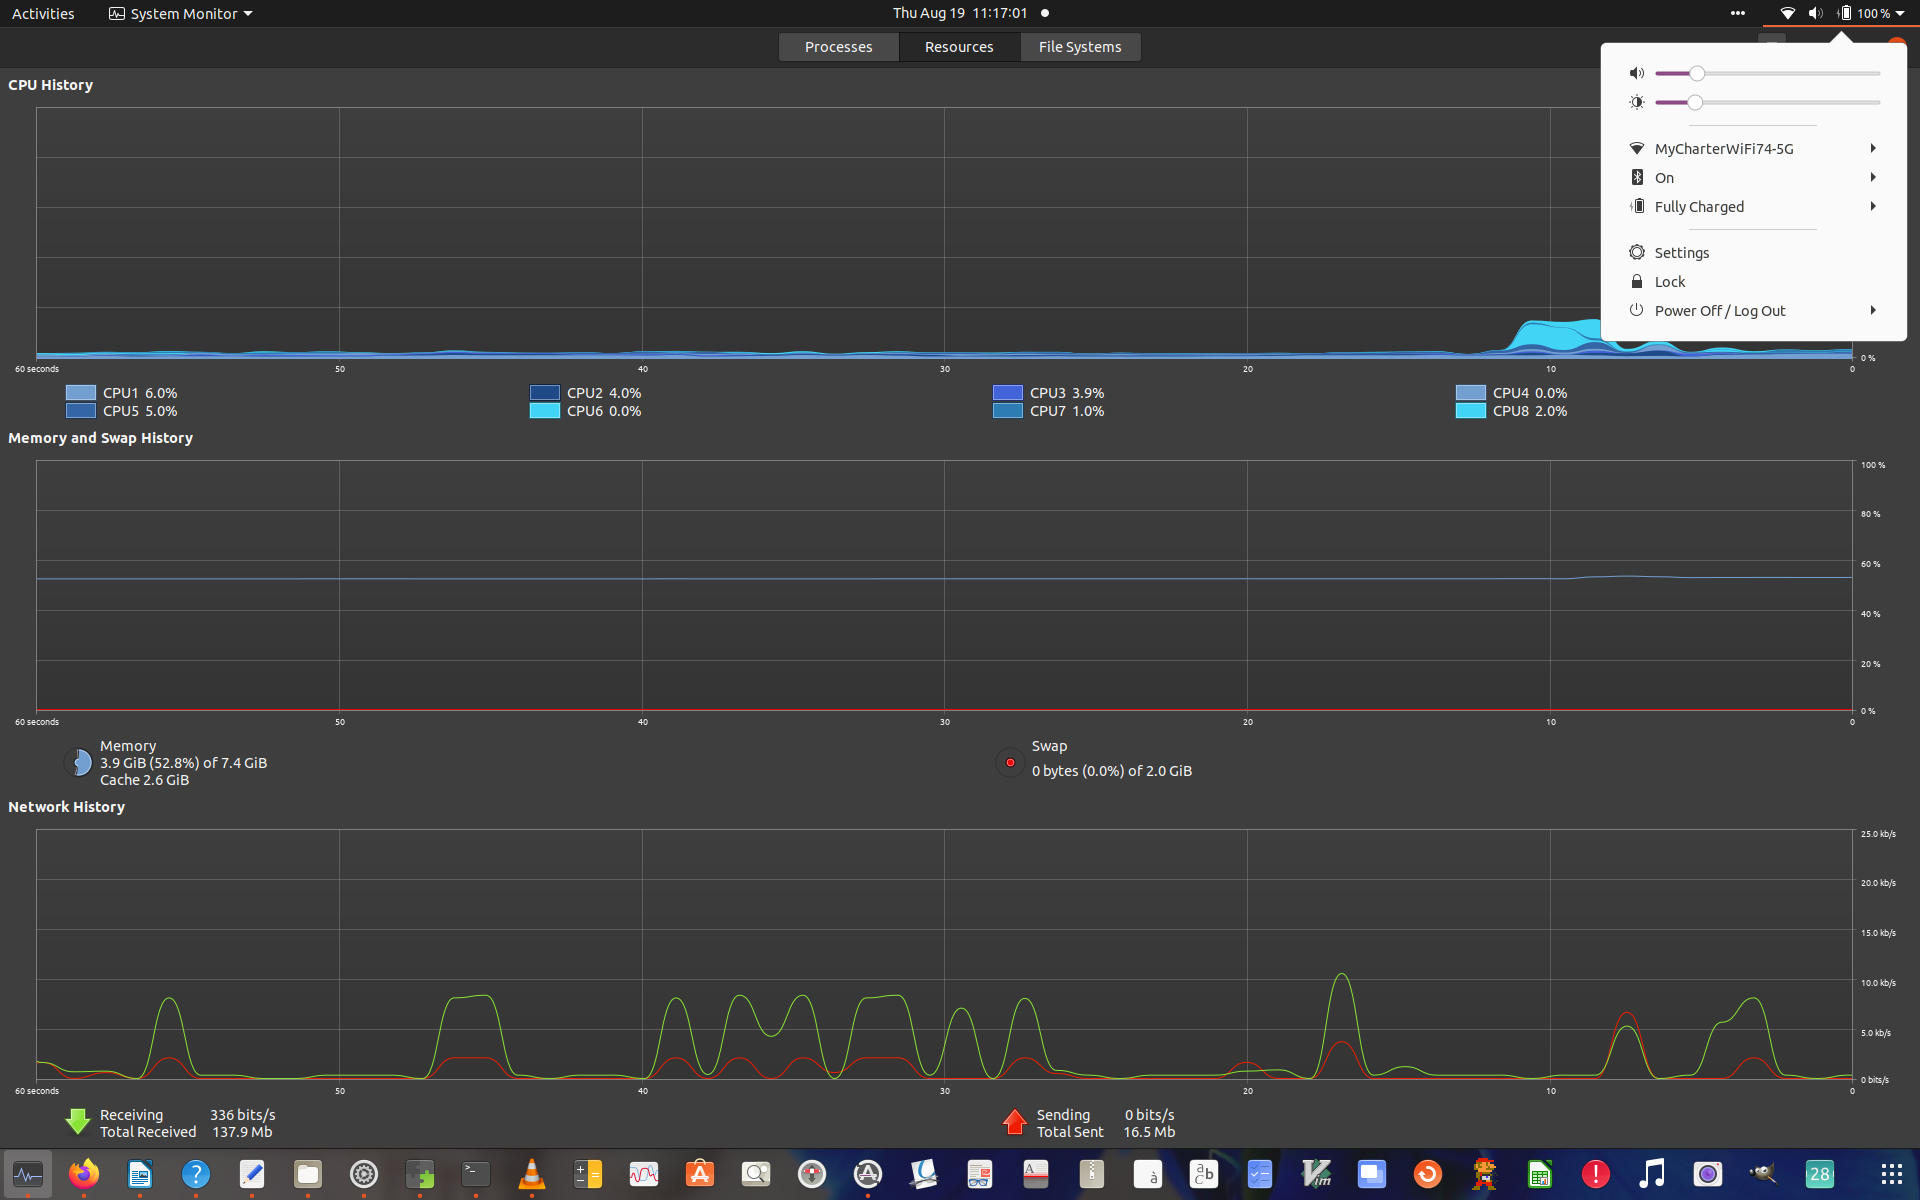 Activities
System Monitor
Thu Aug 19 11:17:01
100 %
Processes
Resources
File Systems
CPU History
MyCharterWiFi74-5G
On
Fully Charged
Settings
Lock
Power Off / Log Out
0 %
60 seconds 50 40 30 20 10 0
CPU1 6.0% CPU2 4.0% CPU3 3.9% CPU4 0.0%
CPU5 5.0% CPU6 0.0% CPU7 1.0% CPU8 2.0%
Memory and Swap History
100 %
80 %
60 %
40 %
20 %
0 %
60 seconds 50 40 30 20 10 0
Memory
3.9 GiB (52.8%) of 7.4 GiB
Cache 2.6 GiB
Swap
0 bytes (0.0%) of 2.0 GiB
Network History
25.0 kb/s
20.0 kb/s
15.0 kb/s
10.0 kb/s
5.0 kb/s
0 bits/s
60 seconds 50 40 30 20 10 0
Receiving 336 bits/s
Total Received 137.9 Mb
Sending 0 bits/s
Total Sent 16.5 Mb
?
>_
A
à
a b c
Vim
!
28